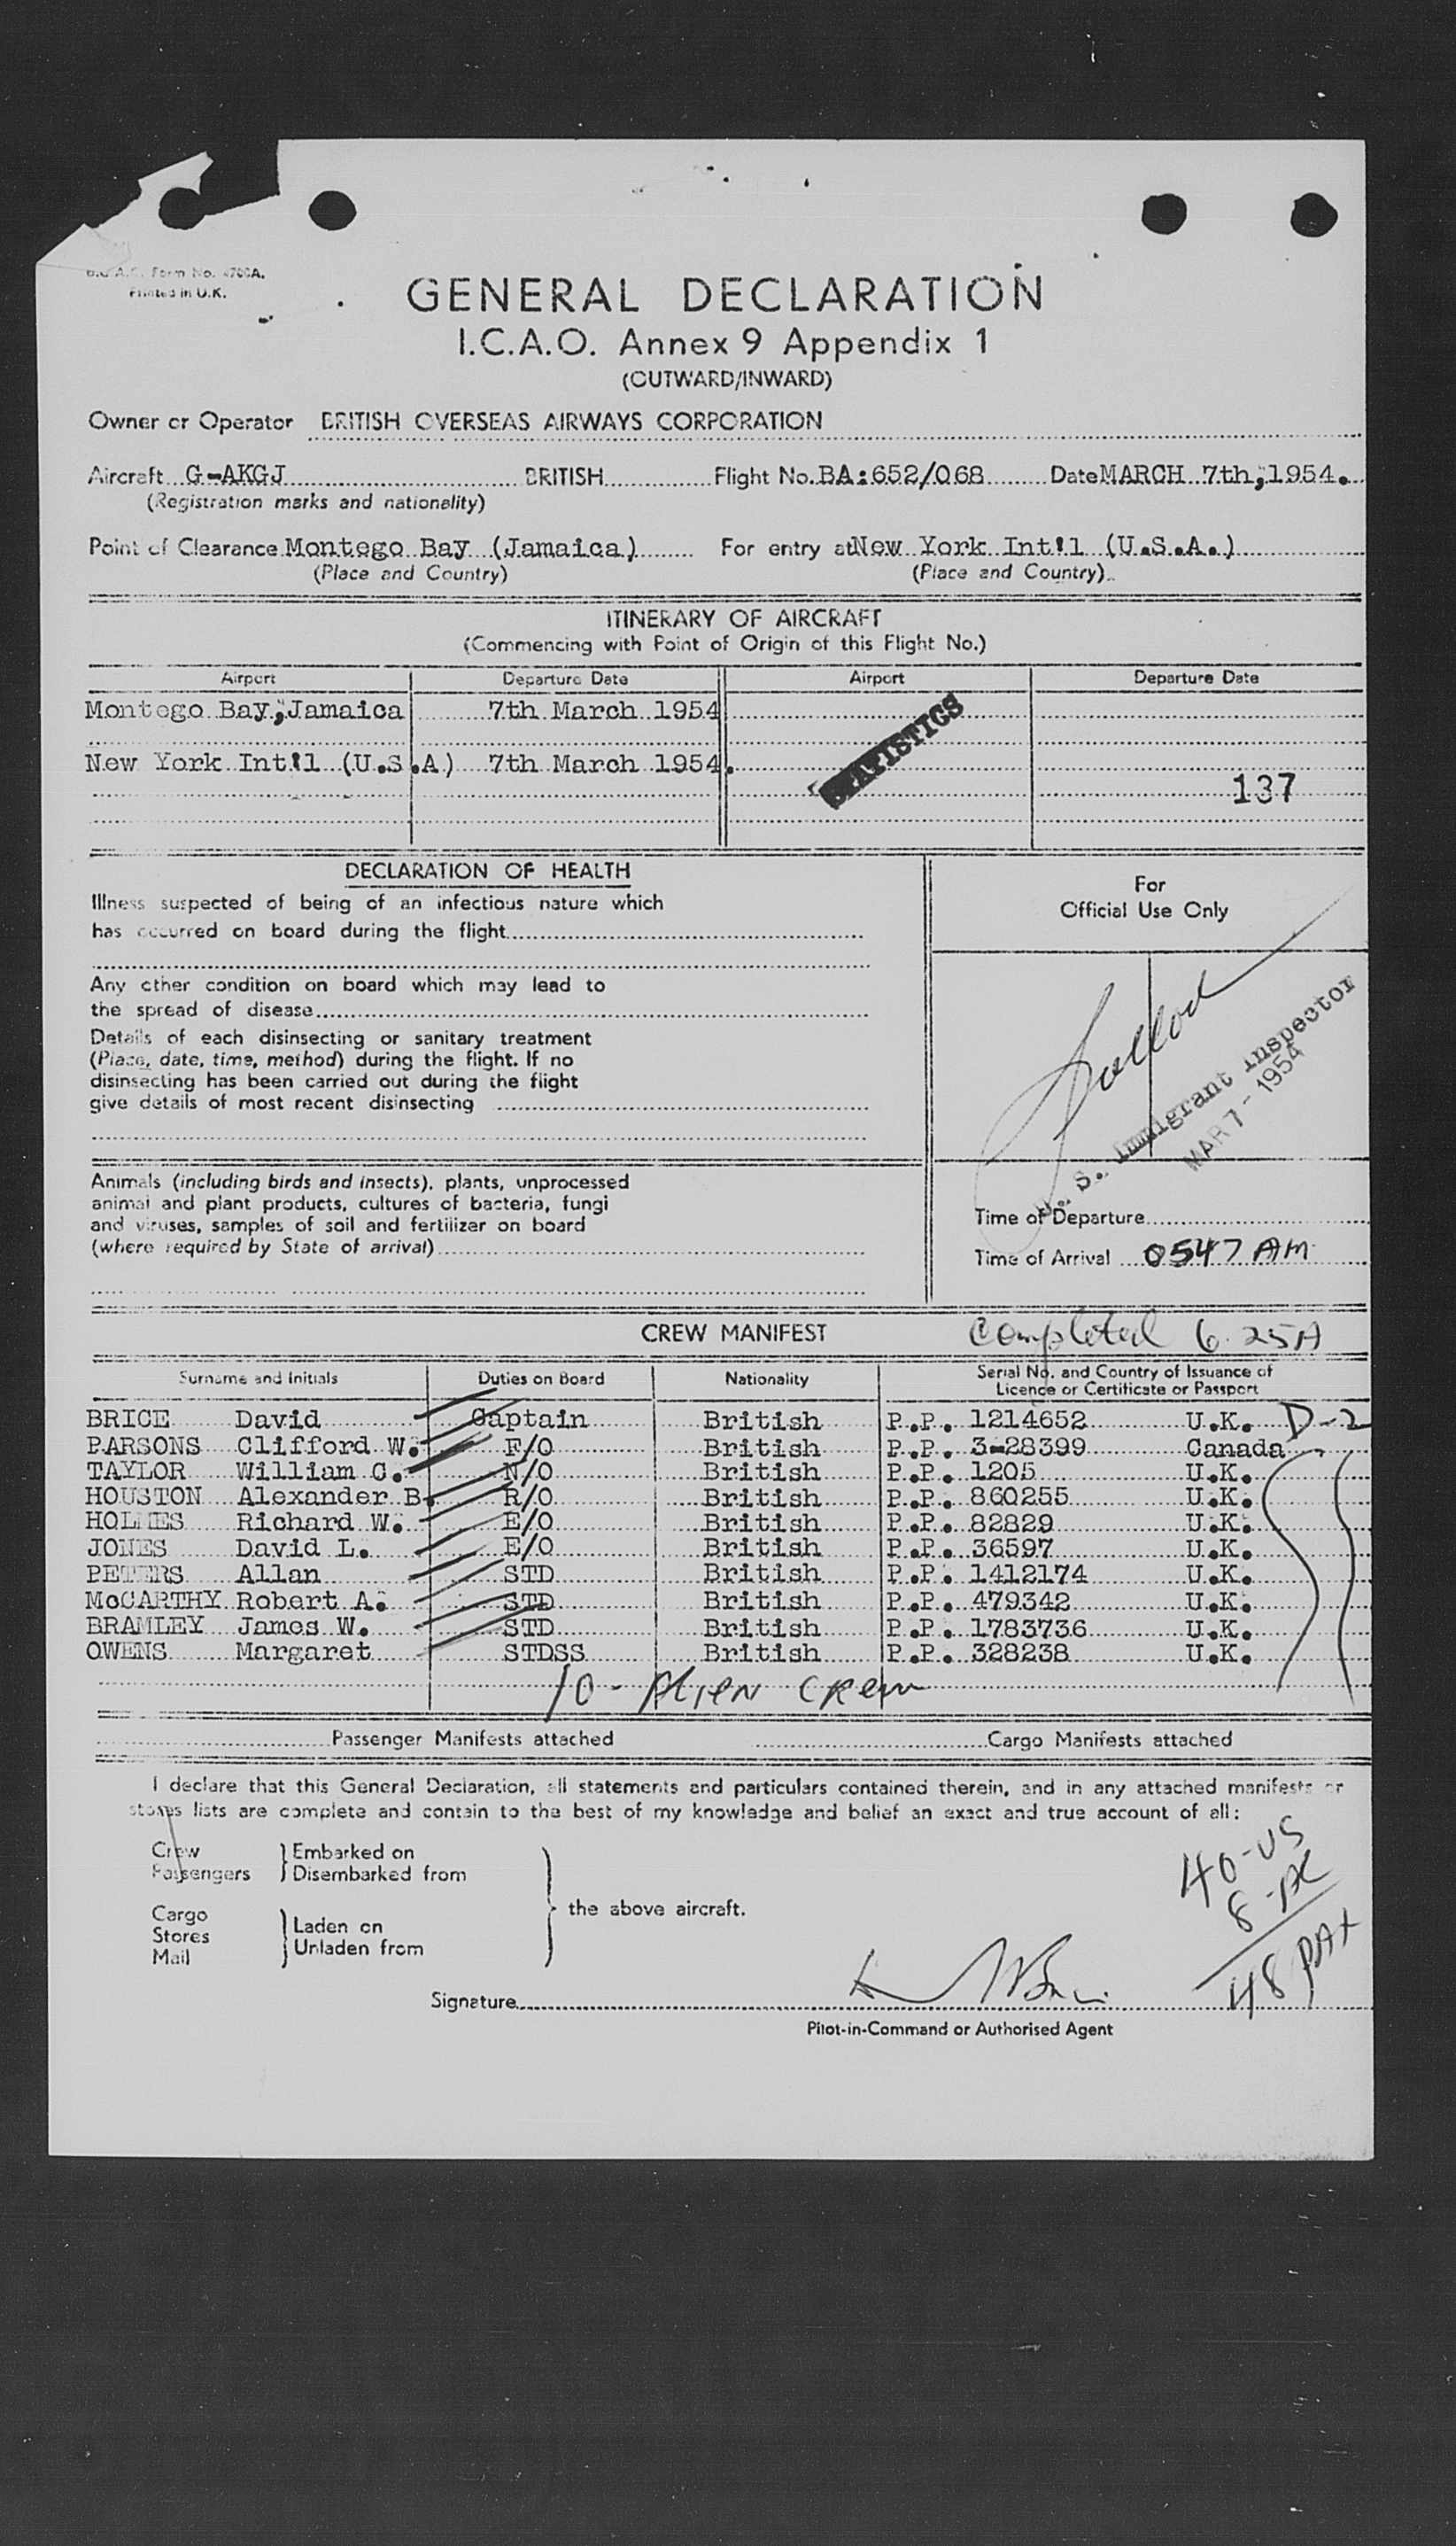 B.O.A.C. Form No. 4700A.
Printed in U.K.
GENERAL DECLARATION
I.C.A.O. Annex 9 Appendix 1
(OUTWARD/INWARD)
Owner or Operator BRITISH OVERSEAS AIRWAYS CORPORATION
Aircraft G-AKGJ BRITISH Flight No. BA:652/068 Date MARCH 7th, 1954.
(Registration marks and nationality)
Point of Clearance Montego Bay (Jamaica) For entry at New York Int'l (U.S.A.)
(Place and Country) (Place and Country)
ITINERARY OF AIRCRAFT
(Commencing with Point of Origin of this Flight No.)
Airport Departure Date Airport Departure Date
Montego Bay, Jamaica 7th March 1954
New York Int'l (U.S.A) 7th March 1954.
STATISTICS
137
DECLARATION OF HEALTH
Illness suspected of being of an infectious nature which
has occurred on board during the flight
Any other condition on board which may lead to
the spread of disease
Details of each disinsecting or sanitary treatment
(Place, date, time, method) during the flight. If no
disinsecting has been carried out during the flight
give details of most recent disinsecting
Animals (including birds and insects), plants, unprocessed
animal and plant products, cultures of bacteria, fungi
and viruses, samples of soil and fertilizer on board
(where required by State of arrival)
For
Official Use Only
U. S. Immigrant Inspector
MAR 7 - 1954
Time of Departure
Time of Arrival 0547 AM
CREW MANIFEST Completed 6.25A
Surname and Initials Duties on Board Nationality Serial No. and Country of Issuance of
Licence or Certificate or Passport
BRICE David Captain British P.P. 1214652 U.K. D-2
PARSONS Clifford W. F/O British P.P. 3-28399 Canada
TAYLOR William C. N/O British P.P. 1205 U.K.
HOUSTON Alexander B. R/O British P.P. 860255 U.K.
HOLMES Richard W. E/O British P.P. 82829 U.K.
JONES David L. E/O British P.P. 36597 U.K.
PETERS Allan STD British P.P. 1412174 U.K.
McCARTHY Robert A. STD British P.P. 479342 U.K.
BRAMLEY James W. STD British P.P. 1783736 U.K.
OWENS Margaret STDSS British P.P. 328238 U.K.
10 - Alien Crew
Passenger Manifests attached Cargo Manifests attached
I declare that this General Declaration, all statements and particulars contained therein, and in any attached manifests or
stores lists are complete and contain to the best of my knowledge and belief an exact and true account of all:
Crew
Passengers
Embarked on
Disembarked from
Cargo
Stores
Mail
Laden on
Unladen from
the above aircraft.
40-US
8-
48 PAX
Signature
Pilot-in-Command or Authorised Agent